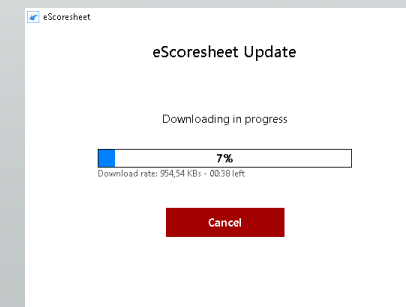 eScoresheet
eScoresheet Update
Downloading in progress
7%
Download rate: 954,54 KBs - 00:38 left
Cancel